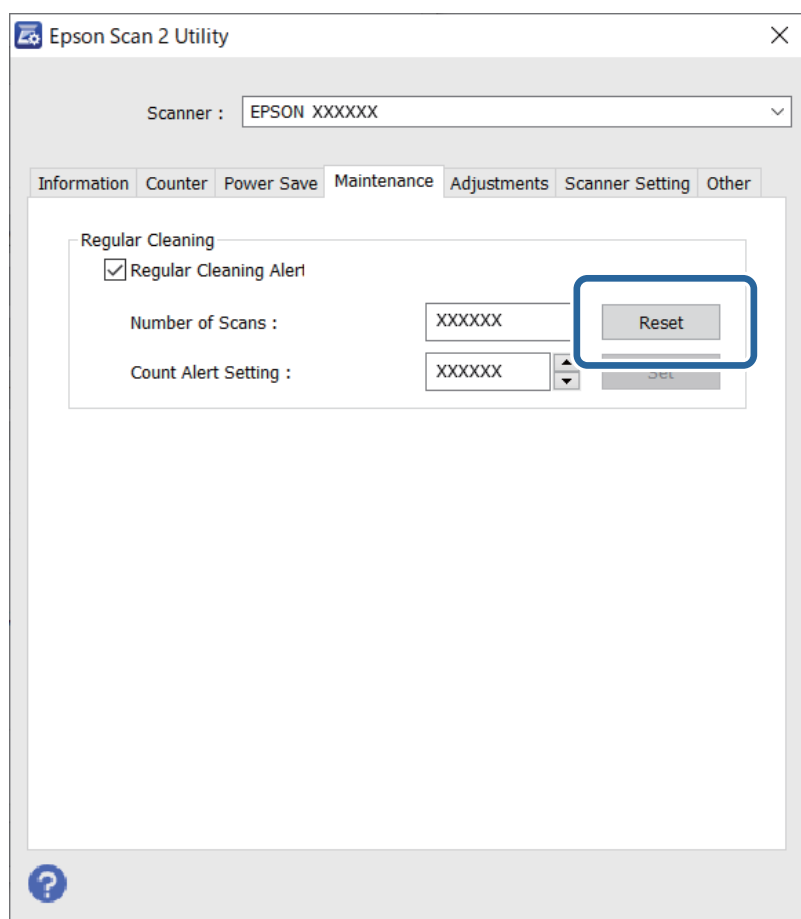 Epson Scan 2 Utility
Scanner : EPSON XXXXXX
Information Counter Power Save Maintenance Adjustments Scanner Setting Other
Regular Cleaning
Regular Cleaning Alert
Number of Scans : XXXXXX Reset
Count Alert Setting : XXXXXX Set
?